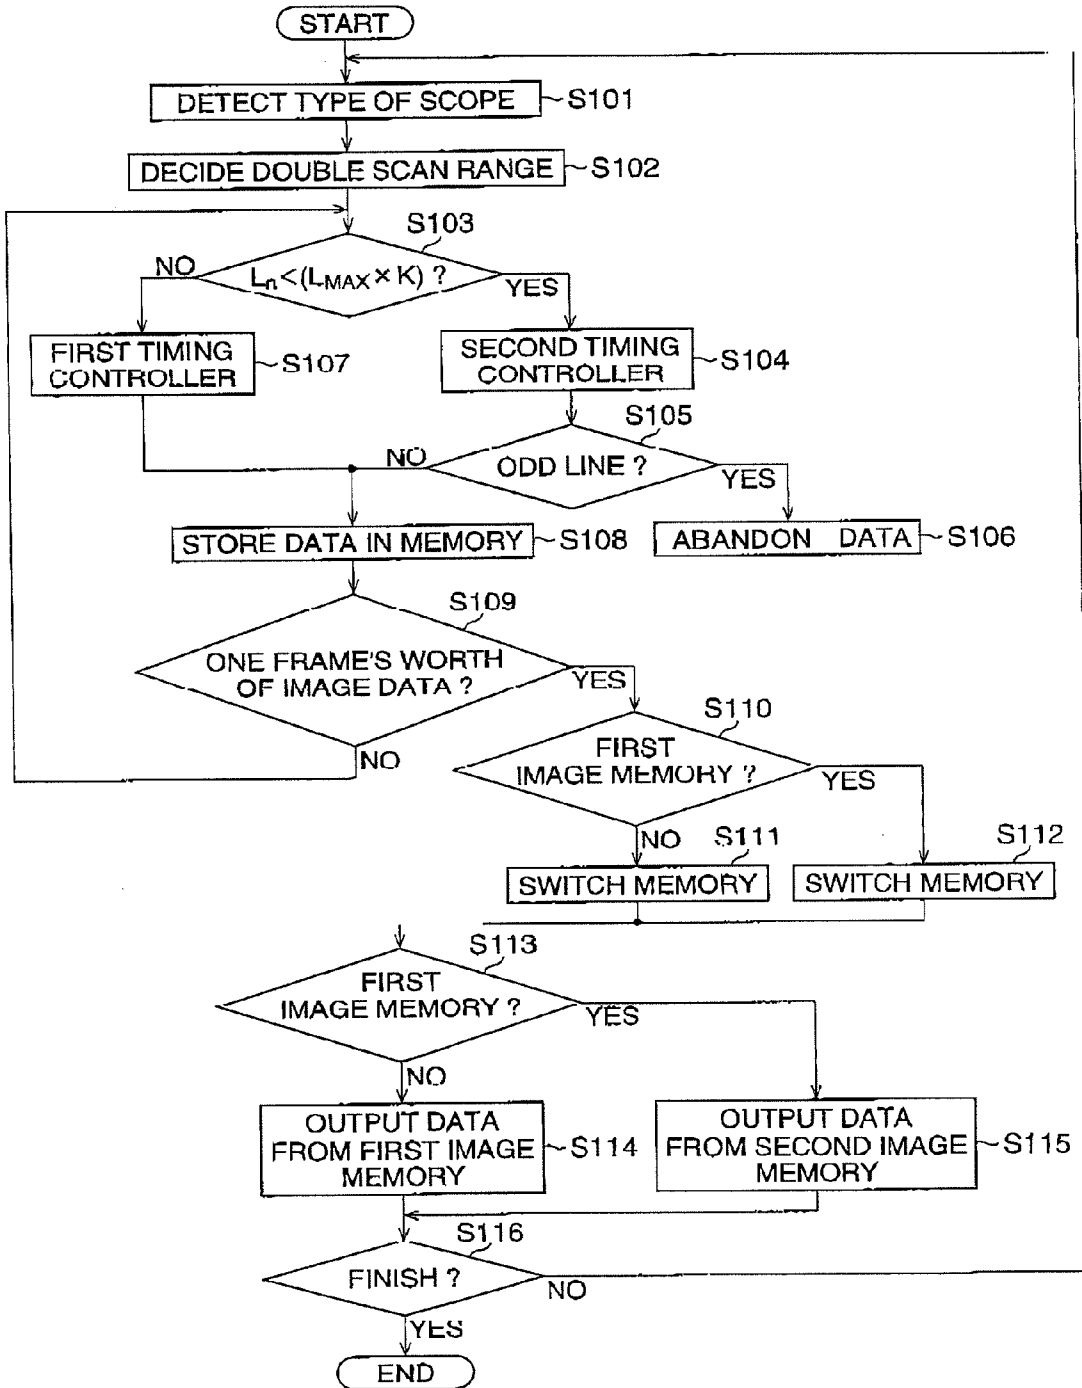 START
DETECT TYPE OF SCOPE ~S101
DECIDE DOUBLE SCAN RANGE ~S102
S103
NO
Ln<(LMAX×K) ?
YES
FIRST TIMING
CONTROLLER
~S107
SECOND TIMING
CONTROLLER
~S104
S105
NO
ODD LINE ?
YES
STORE DATA IN MEMORY ~S108
ABANDON DATA ~S106
S109
ONE FRAME'S WORTH
OF IMAGE DATA ?
YES
NO
S110
FIRST
IMAGE MEMORY ?
YES
NO
S111
S112
SWITCH MEMORY
SWITCH MEMORY
S113
FIRST
IMAGE MEMORY ?
YES
NO
OUTPUT DATA
FROM FIRST IMAGE
MEMORY
~S114
OUTPUT DATA
FROM SECOND IMAGE
MEMORY
~S115
S116
FINISH ?
NO
YES
END